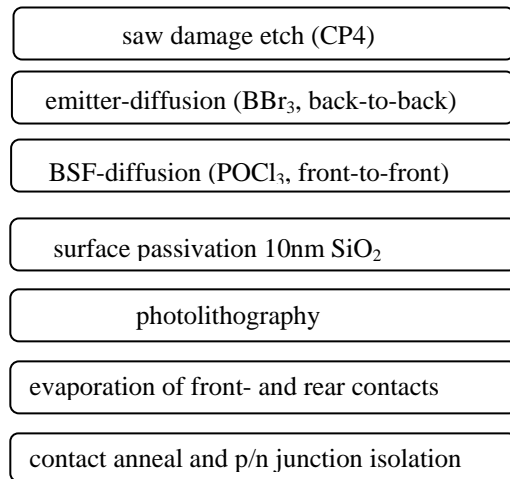 saw damage etch (CP4)
emitter-diffusion (BBr₃, back-to-back)
BSF-diffusion (POCl₃, front-to-front)
surface passivation 10nm SiO₂
photolithography
evaporation of front- and rear contacts
contact anneal and p/n junction isolation